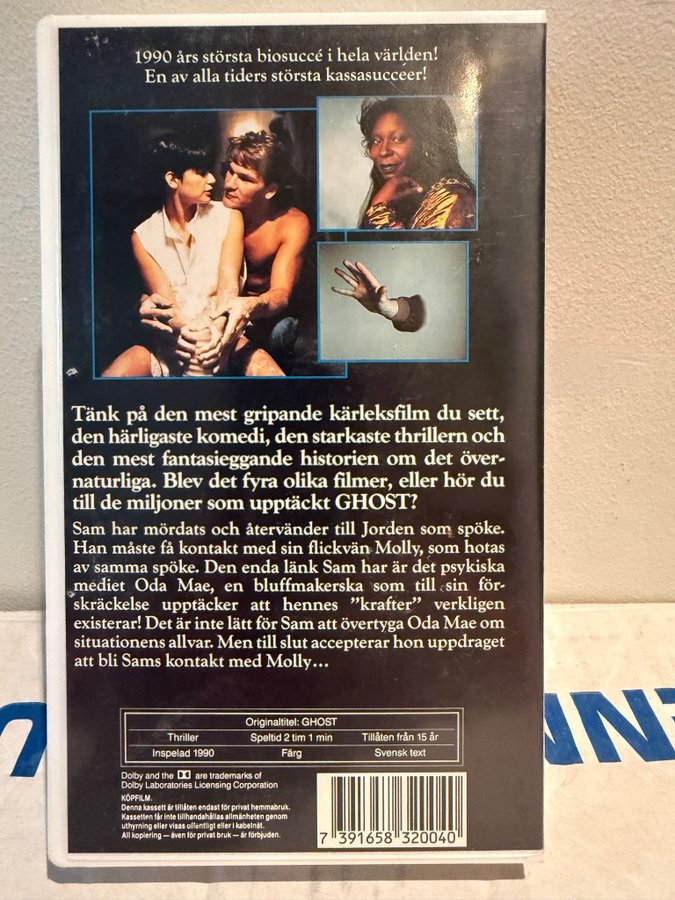 1990 års största biosuccé i hela världen!
En av alla tiders största kassasucceer!
Tänk på den mest gripande kärleksfilm du sett,
den härligaste komedi, den starkaste thrillern och
den mest fantasieggande historien om det över-
naturliga. Blev det fyra olika filmer, eller hör du
till de miljoner som upptäckt GHOST?
Sam har mördats och återvänder till Jorden som spöke.
Han måste få kontakt med sin flickvän Molly, som hotas
av samma spöke. Den enda länk Sam har är det psykiska
mediet Oda Mae, en bluffmakerska som till sin för-
skräckelse upptäcker att hennes ”krafter” verkligen
existerar! Det är inte lätt för Sam att övertyga Oda Mae om
situationens allvar. Men till slut accepterar hon uppdraget
att bli Sams kontakt med Molly...
Originaltitel: GHOST
Thriller Speltid 2 tim 1 min Tillåten från 15 år
Inspelad 1990 Färg Svensk text
Dolby and the are trademarks of
Dolby Laboratories Licensing Corporation
KÖPFILM.
Denna kassett är tillåten endast för privat hemmabruk.
Kassetten får inte tillhandahållas allmänheten genom
uthyrning eller visas offentligt eller i kabelnät.
All kopiering – även för privat bruk – är förbjuden.
7 391658 320040
U
ENN